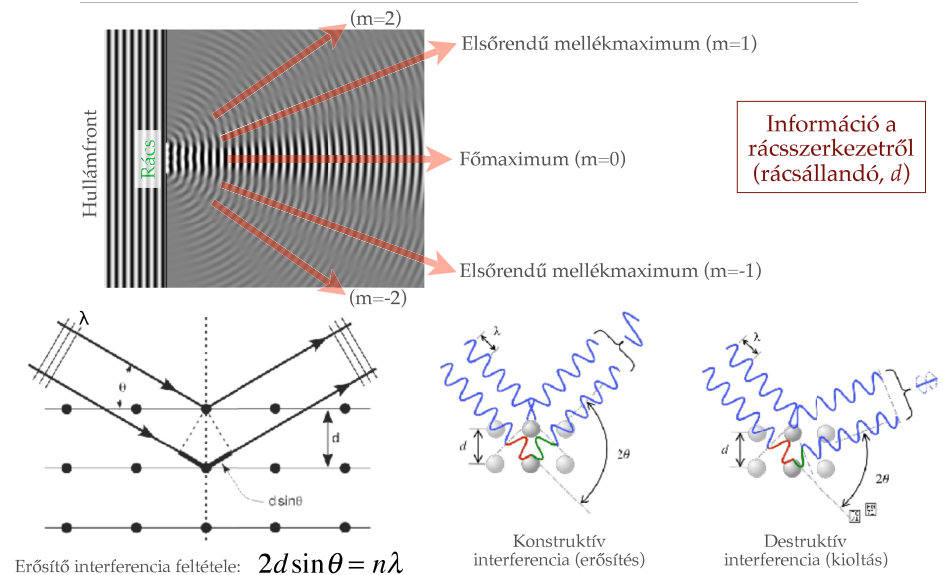 (m=2)
Elsőrendű mellékmaximum (m=1)
Hullámfront
Rács
Főmaximum (m=0)
Információ a
rácsszerkezetről
(rácsállandó, d)
Elsőrendű mellékmaximum (m=-1)
(m=-2)
λ
θ
d
d sinθ
Erősítő interferencia feltétele: 2d sin θ = nλ
λ
d
2θ
Konstruktív
interferencia (erősítés)
λ
d
2θ
Destruktív
interferencia (kioltás)